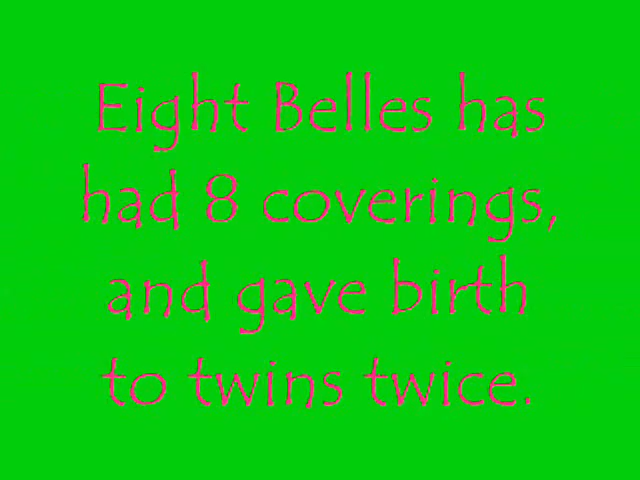 Eight Belles has
had 8 coverings,
and gave birth
to twins twice.